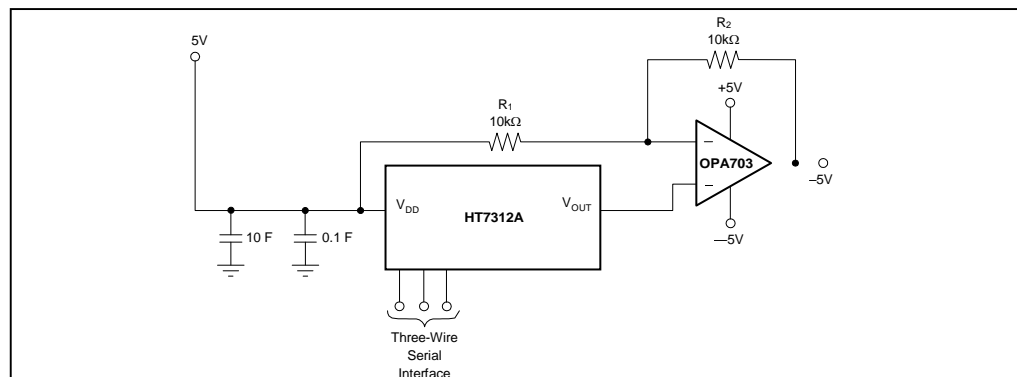 R₂
10kΩ
5V
+5V
R₁
10kΩ
–
OPA703
–
–5V
V_DD
V_OUT
HT7312A
10 F
0.1 F
—5V
Three-Wire
Serial
Interface